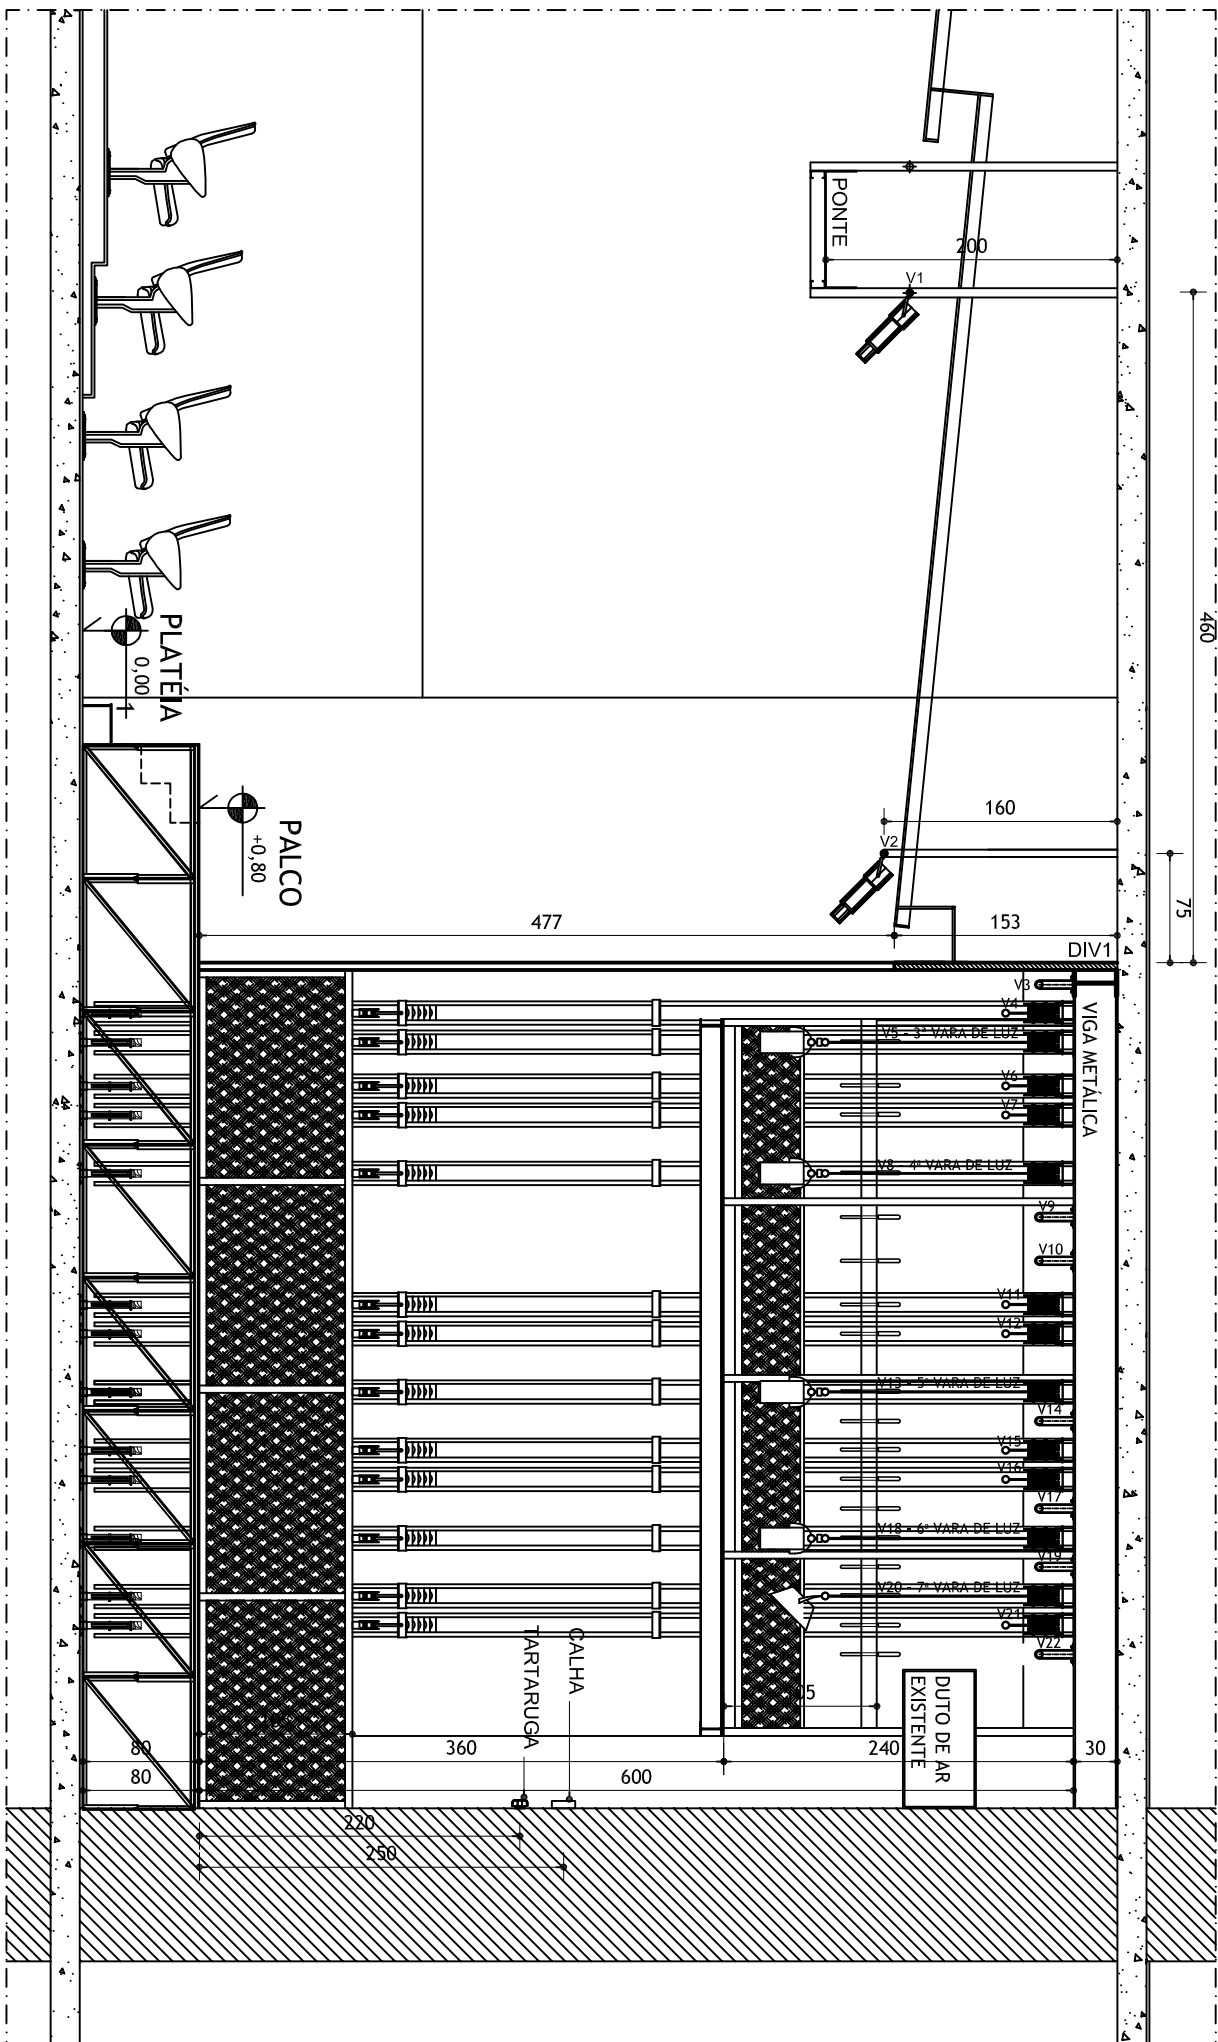 PONTE
200
V1
460
PLATÉIA
0,00
PALCO
+0,80
160
V2
75
477
153
DIV1
V3
V4
VIGA METÁLICA
V5 - 3ª VARA DE LUZ
V6
V7
V8 - 4ª VARA DE LUZ
V9
V10
V11
V12
V13 - 5ª VARA DE LUZ
V14
V15
V16
V17
V18 - 6ª VARA DE LUZ
V19
V20 - 7ª VARA DE LUZ
V21
V22
CALHA
TARTARUGA
DUTO DE AR
EXISTENTE
80
360
240
30
80
600
220
250